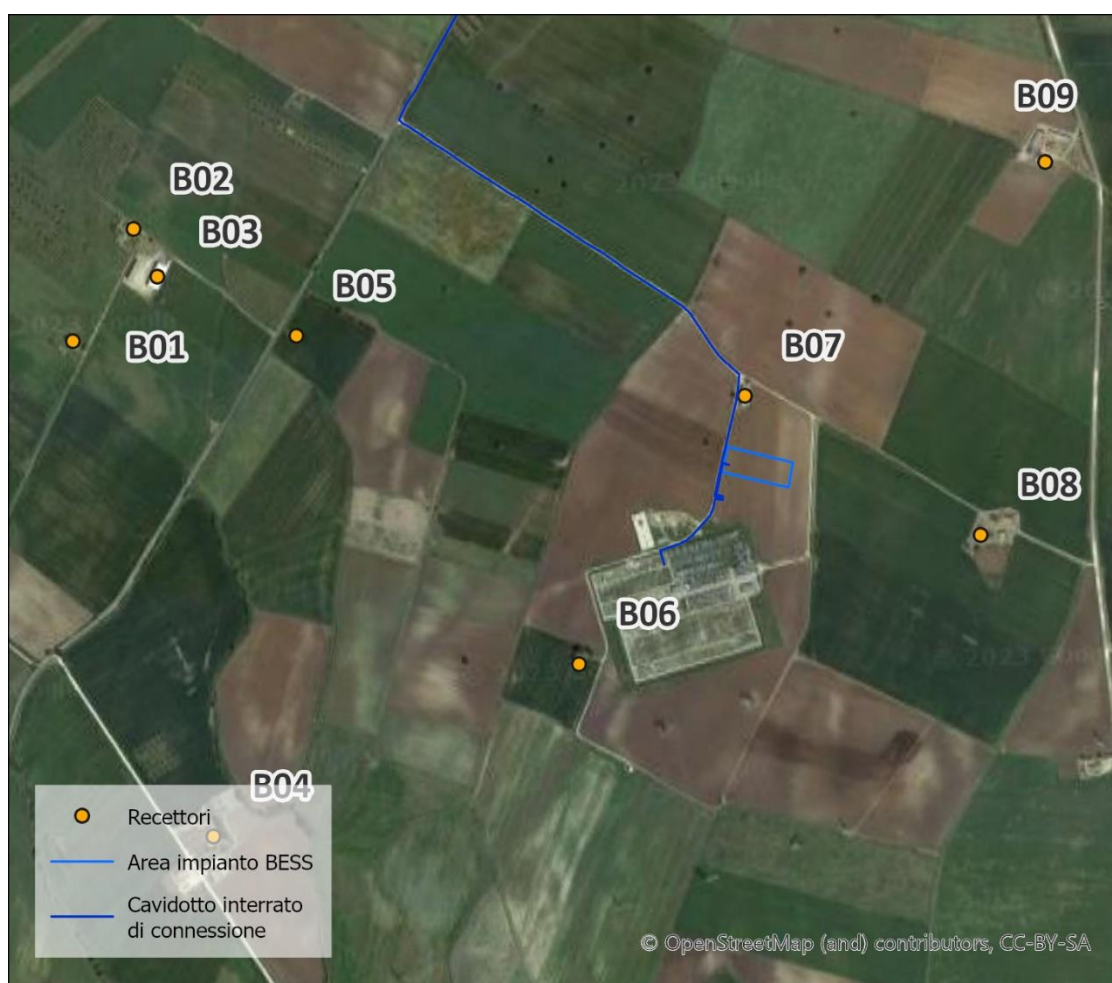 B09
B02
B03
B05
B01
B07
B08
B06
B04
Recettori
Area impianto BESS
Cavidotto interrato
di connessione
© OpenStreetMap (and) contributors, CC-BY-SA